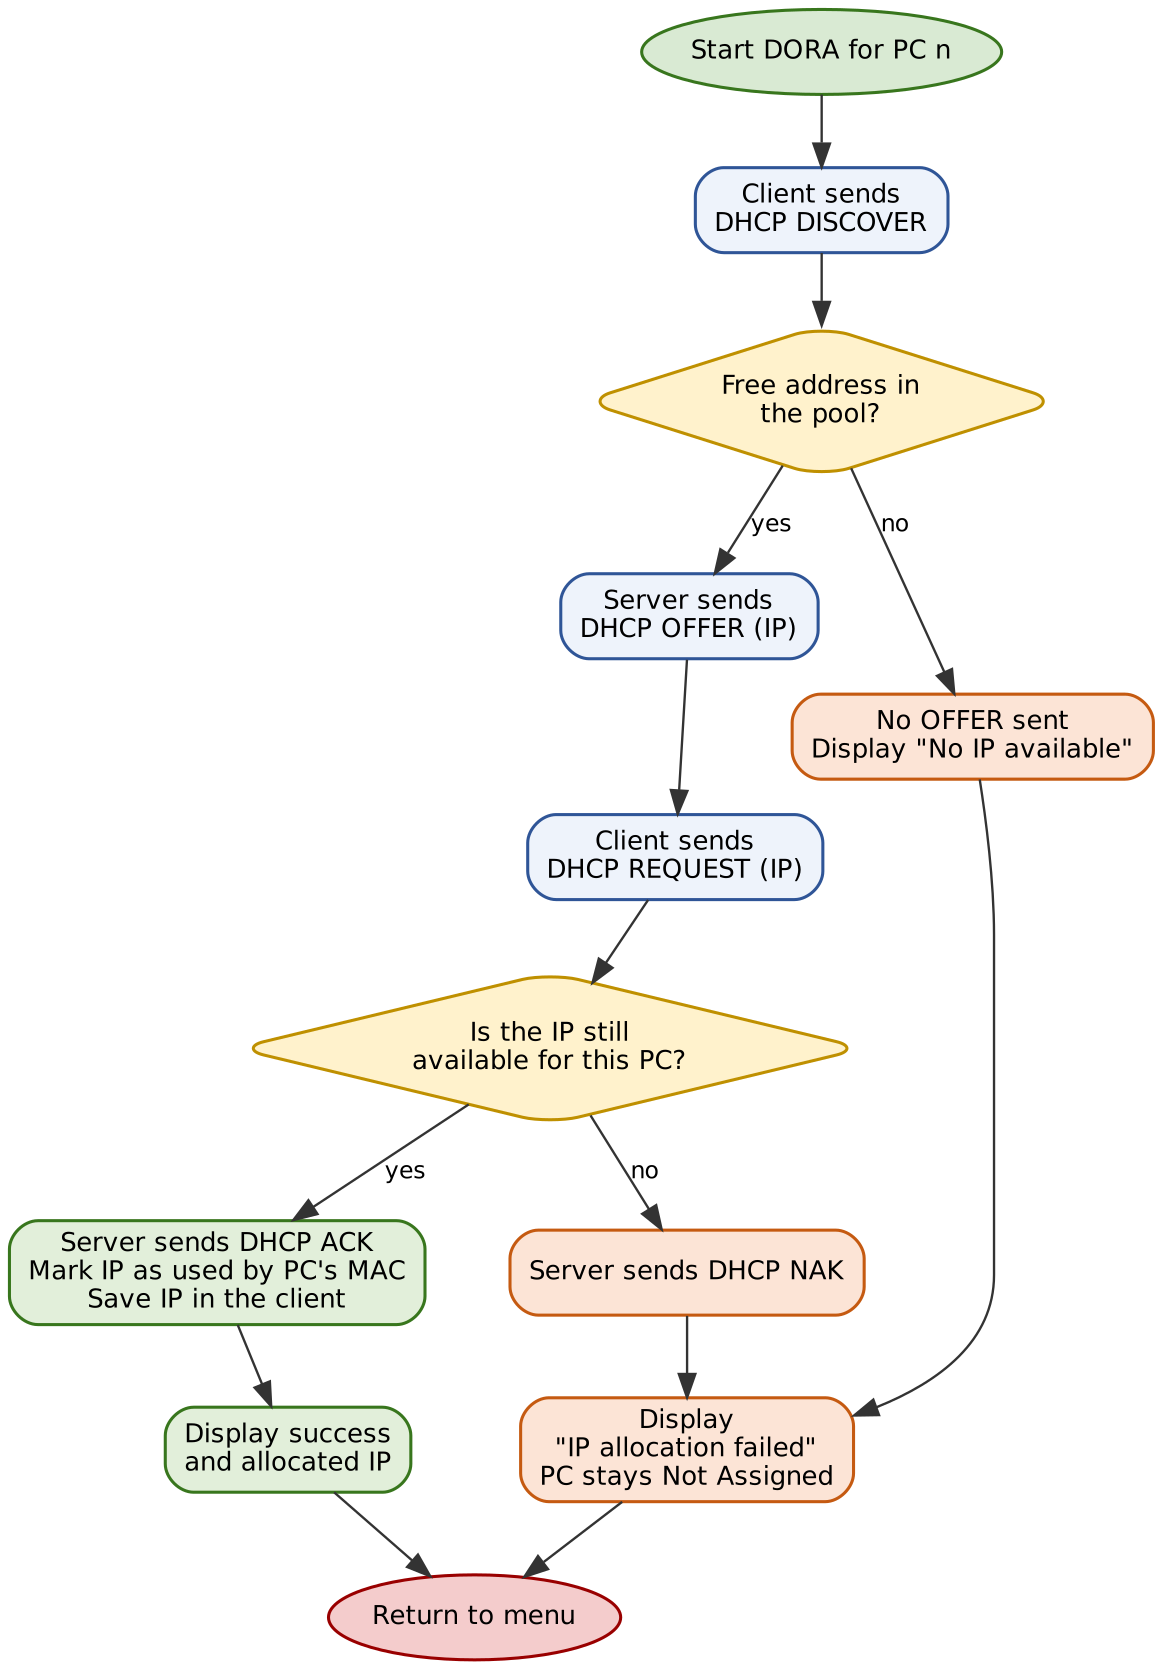 Start DORA for PC n
Client sends
DHCP DISCOVER
Free address in
the pool?
yes
no
Server sends
DHCP OFFER (IP)
No OFFER sent
Display "No IP available"
Client sends
DHCP REQUEST (IP)
Is the IP still
available for this PC?
yes
no
Server sends DHCP ACK
Mark IP as used by PC's MAC
Save IP in the client
Server sends DHCP NAK
Display success
and allocated IP
Display
"IP allocation failed"
PC stays Not Assigned
Return to menu